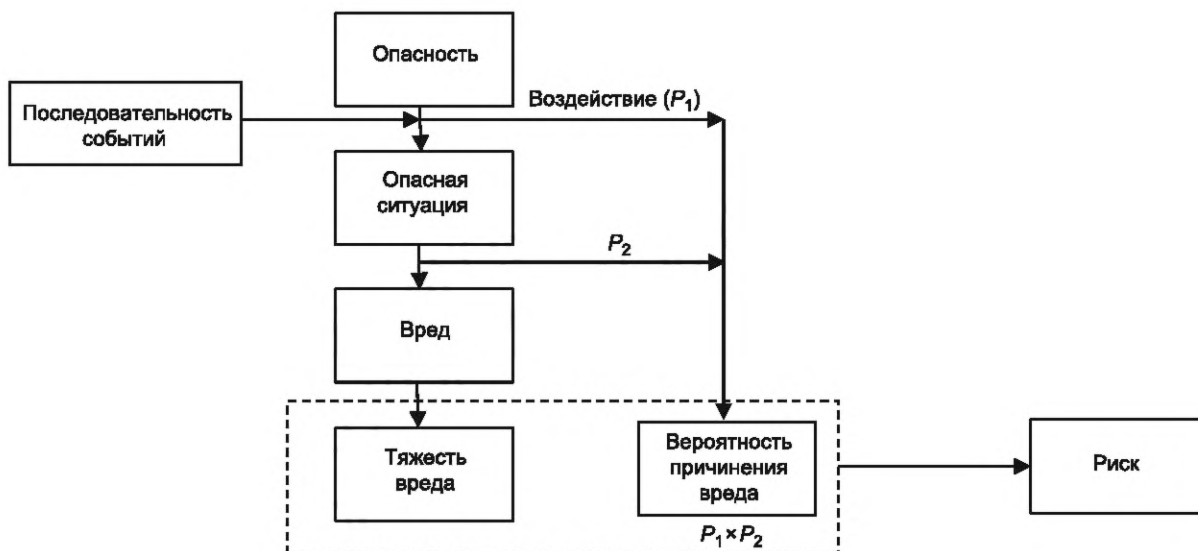 Опасность
Последовательность
событий
Воздействие (P₁)
Опасная
ситуация
P₂
Вред
Тяжесть
вреда
Вероятность
причинения
вреда
P₁ × P₂
Риск